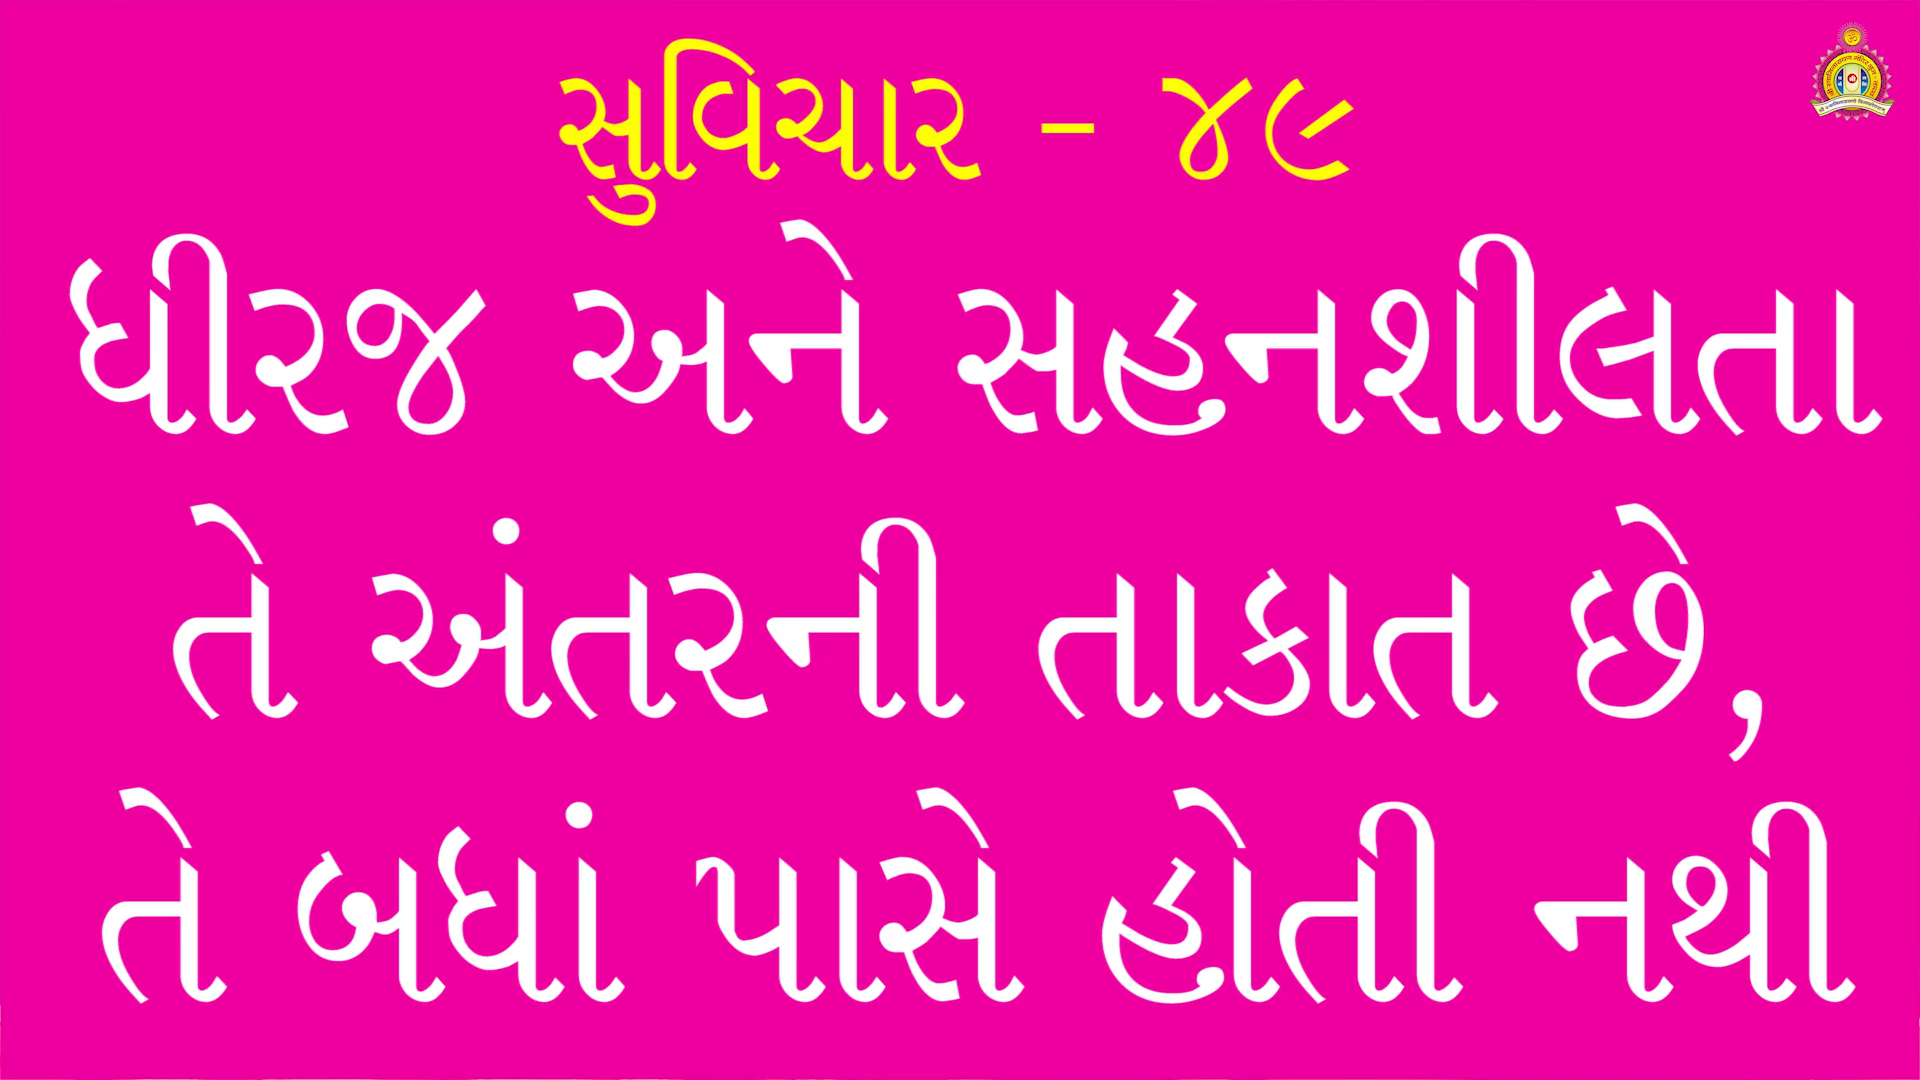 સુવિચાર - ૪૯
ધીરજ અને સહનશીલતા
તે અંતરની તાકાત છે,
તે બધાં પાસે હોતી નથી